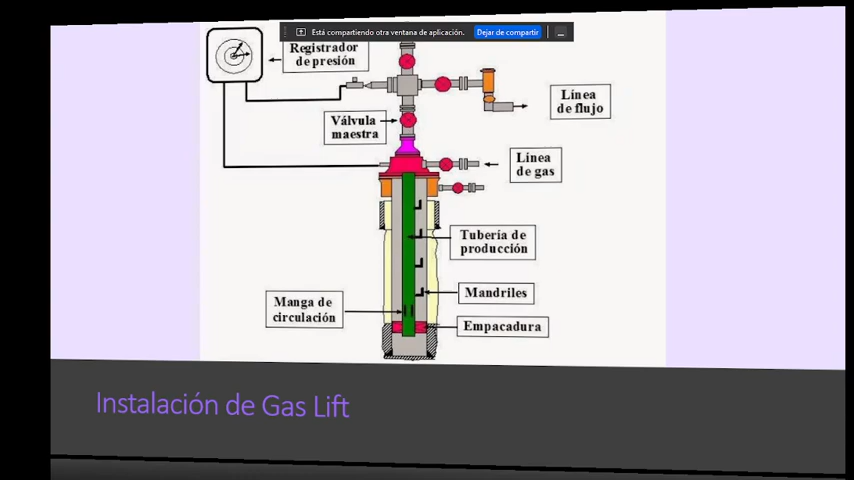 Está compartiendo otra ventana de aplicación.
Dejar de compartir
Registrador
de presión
Línea
de flujo
Válvula
maestra
Línea
de gas
Tubería de
producción
Mandriles
Manga de
circulación
Empacadura
Instalación de Gas Lift